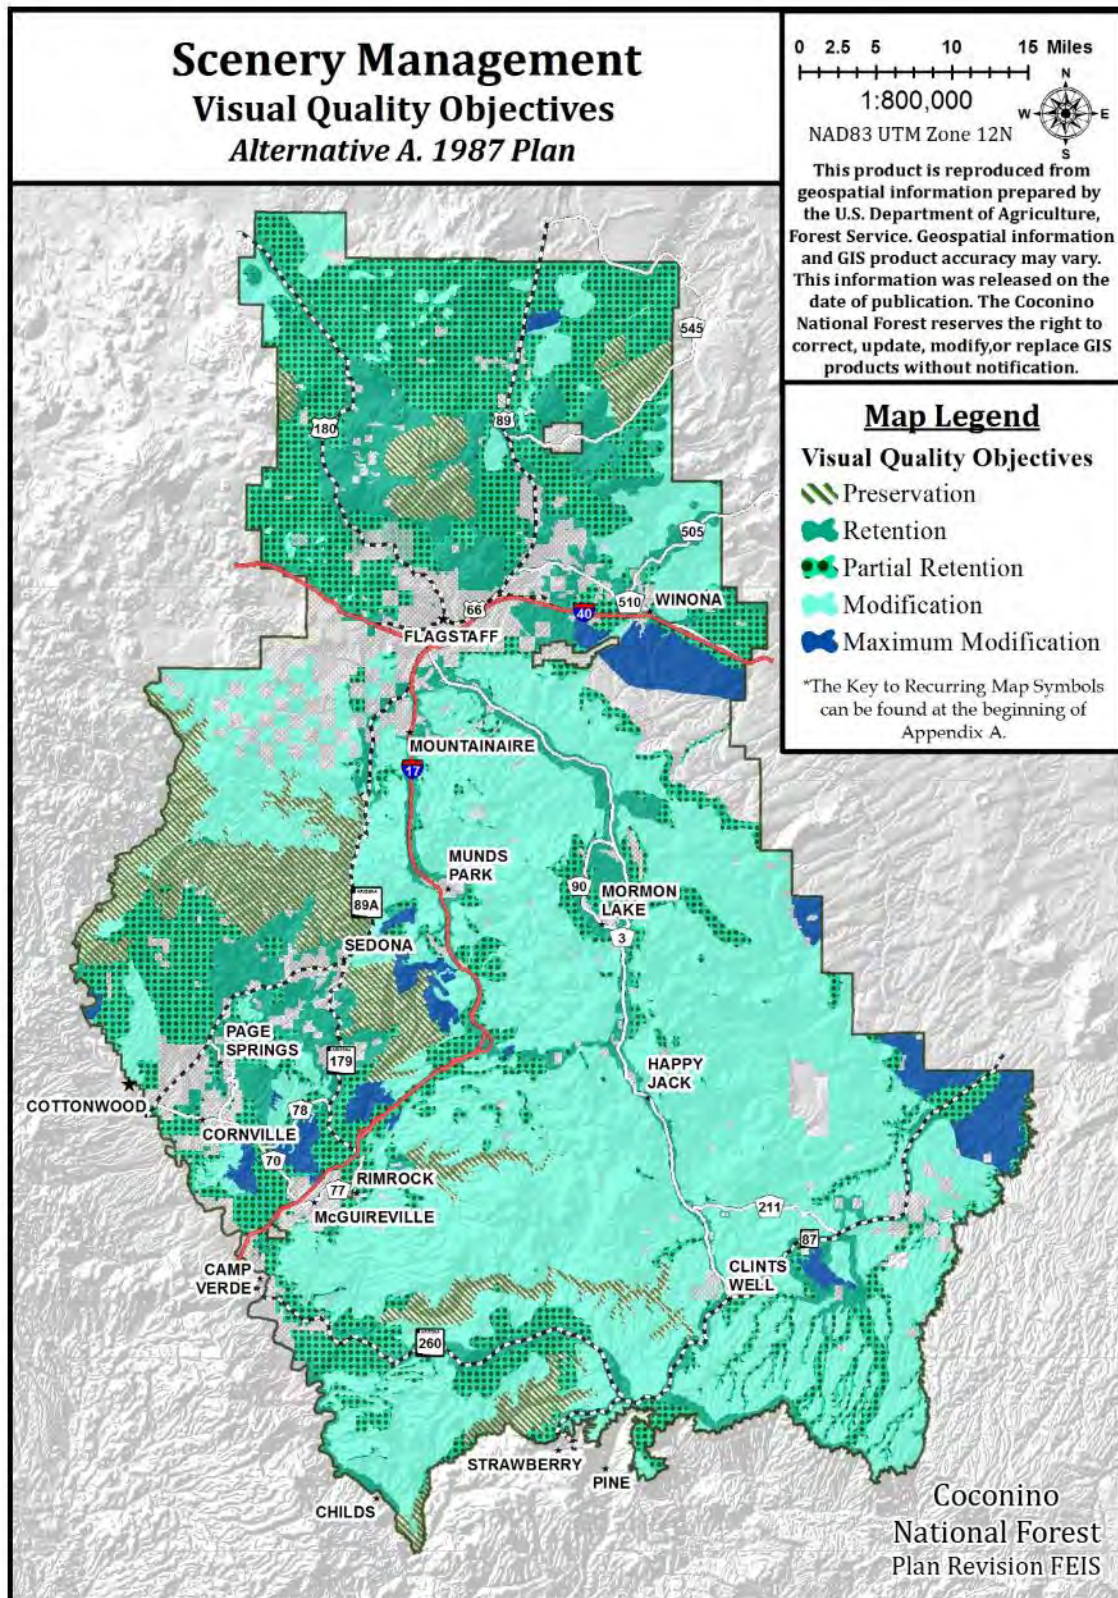 Scenery Management
Visual Quality Objectives
Alternative A. 1987 Plan
0 2.5 5 10 15 Miles
1:800,000
NAD83 UTM Zone 12N
N
W E
S
This product is reproduced from
geospatial information prepared by
the U.S. Department of Agriculture,
Forest Service. Geospatial information
and GIS product accuracy may vary.
This information was released on the
date of publication. The Coconino
National Forest reserves the right to
correct, update, modify,or replace GIS
products without notification.
Map Legend
Visual Quality Objectives
Preservation
Retention
Partial Retention
Modification
Maximum Modification
*The Key to Recurring Map Symbols
can be found at the beginning of
Appendix A.
545
180
89
505
66
40
510
WINONA
FLAGSTAFF
MOUNTAINAIRE
17
MUNDS
PARK
90
MORMON
LAKE
89A
3
SEDONA
PAGE
SPRINGS
179
HAPPY
JACK
COTTONWOOD
78
CORNVILLE
70
RIMROCK
77
McGUIREVILLE
211
87
CAMP
VERDE
CLINTS
WELL
260
STRAWBERRY
PINE
CHILDS
Coconino
National Forest
Plan Revision FEIS